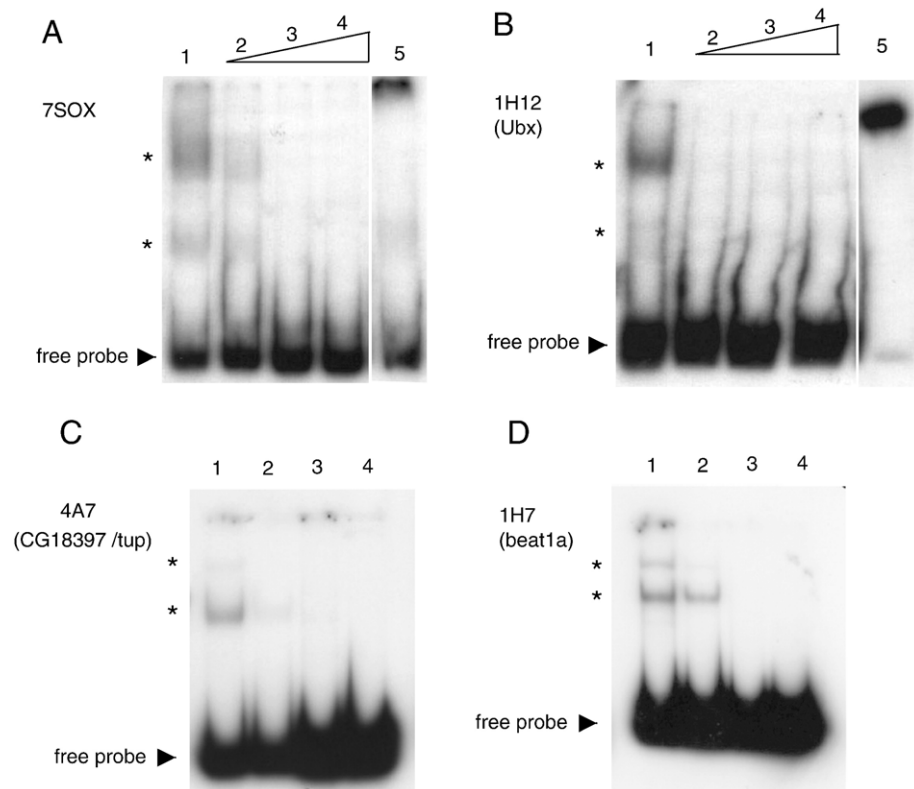 A
1 2 3 4 5
7SOX
*
*
free probe ►
B
1 2 3 4 5
1H12
(Ubx)
*
*
free probe ►
C
1 2 3 4
4A7
(CG18397 /tup)
*
*
free probe ►
D
1 2 3 4
1H7
(beat1a)
*
*
free probe ►